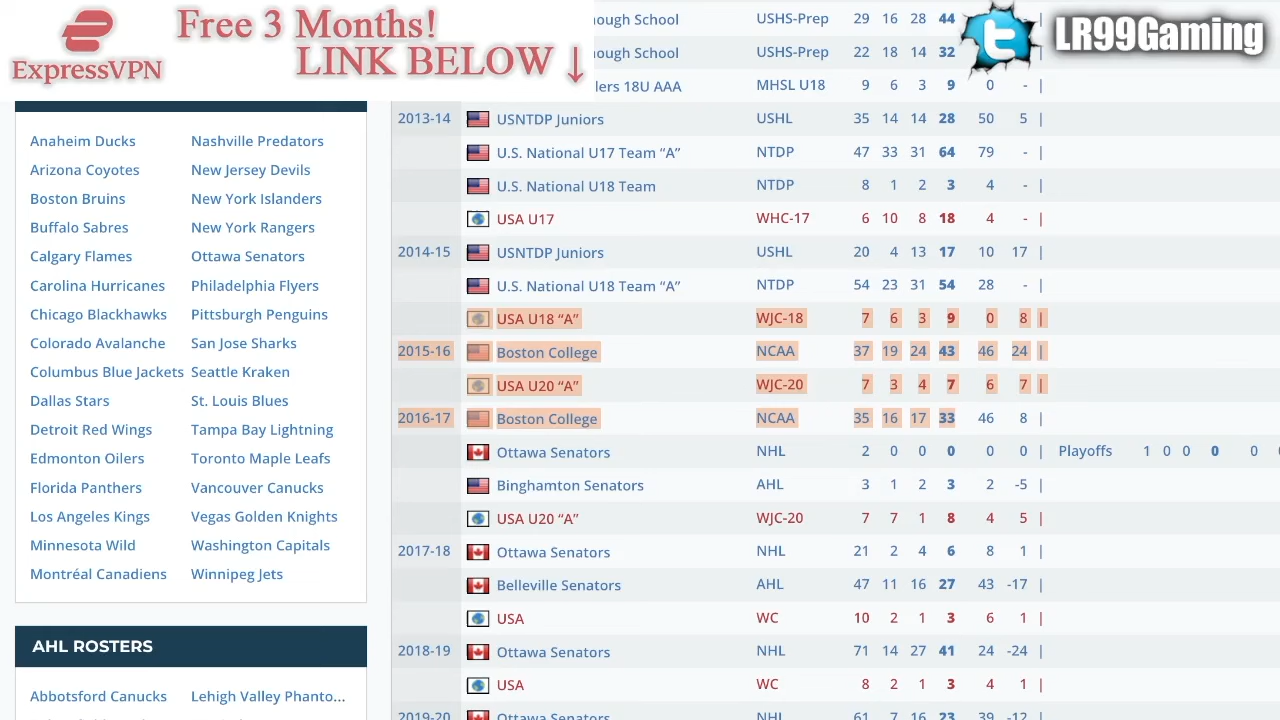 ExpressVPN
Free 3 Months!
LINK BELOW ↓
LR99Gaming
ough School USHS-Prep 29 16 28 44 |
ough School USHS-Prep 22 18 14 32
lers 18U AAA MHSL U18 9 6 3 9 0 - |
2013-14 USNTDP Juniors USHL 35 14 14 28 50 5 |
U.S. National U17 Team “A” NTDP 47 33 31 64 79 - |
U.S. National U18 Team NTDP 8 1 2 3 4 - |
USA U17 WHC-17 6 10 8 18 4 - |
2014-15 USNTDP Juniors USHL 20 4 13 17 10 17 |
U.S. National U18 Team “A” NTDP 54 23 31 54 28 - |
USA U18 “A” WJC-18 7 6 3 9 0 8 |
2015-16 Boston College NCAA 37 19 24 43 46 24 |
USA U20 “A” WJC-20 7 3 4 7 6 7 |
2016-17 Boston College NCAA 35 16 17 33 46 8 |
Ottawa Senators NHL 2 0 0 0 0 0 | Playoffs 1 0 0 0 0
Binghamton Senators AHL 3 1 2 3 2 -5 |
USA U20 “A” WJC-20 7 7 1 8 4 5 |
2017-18 Ottawa Senators NHL 21 2 4 6 8 1 |
Belleville Senators AHL 47 11 16 27 43 -17 |
USA WC 10 2 1 3 6 1 |
2018-19 Ottawa Senators NHL 71 14 27 41 24 -24 |
USA WC 8 2 1 3 4 1 |
2019-20 Ottawa Senators NHL 61 7 16 23 39 -12 |
Anaheim Ducks Nashville Predators
Arizona Coyotes New Jersey Devils
Boston Bruins New York Islanders
Buffalo Sabres New York Rangers
Calgary Flames Ottawa Senators
Carolina Hurricanes Philadelphia Flyers
Chicago Blackhawks Pittsburgh Penguins
Colorado Avalanche San Jose Sharks
Columbus Blue Jackets Seattle Kraken
Dallas Stars St. Louis Blues
Detroit Red Wings Tampa Bay Lightning
Edmonton Oilers Toronto Maple Leafs
Florida Panthers Vancouver Canucks
Los Angeles Kings Vegas Golden Knights
Minnesota Wild Washington Capitals
Montréal Canadiens Winnipeg Jets
AHL ROSTERS
Abbotsford Canucks Lehigh Valley Phanto...